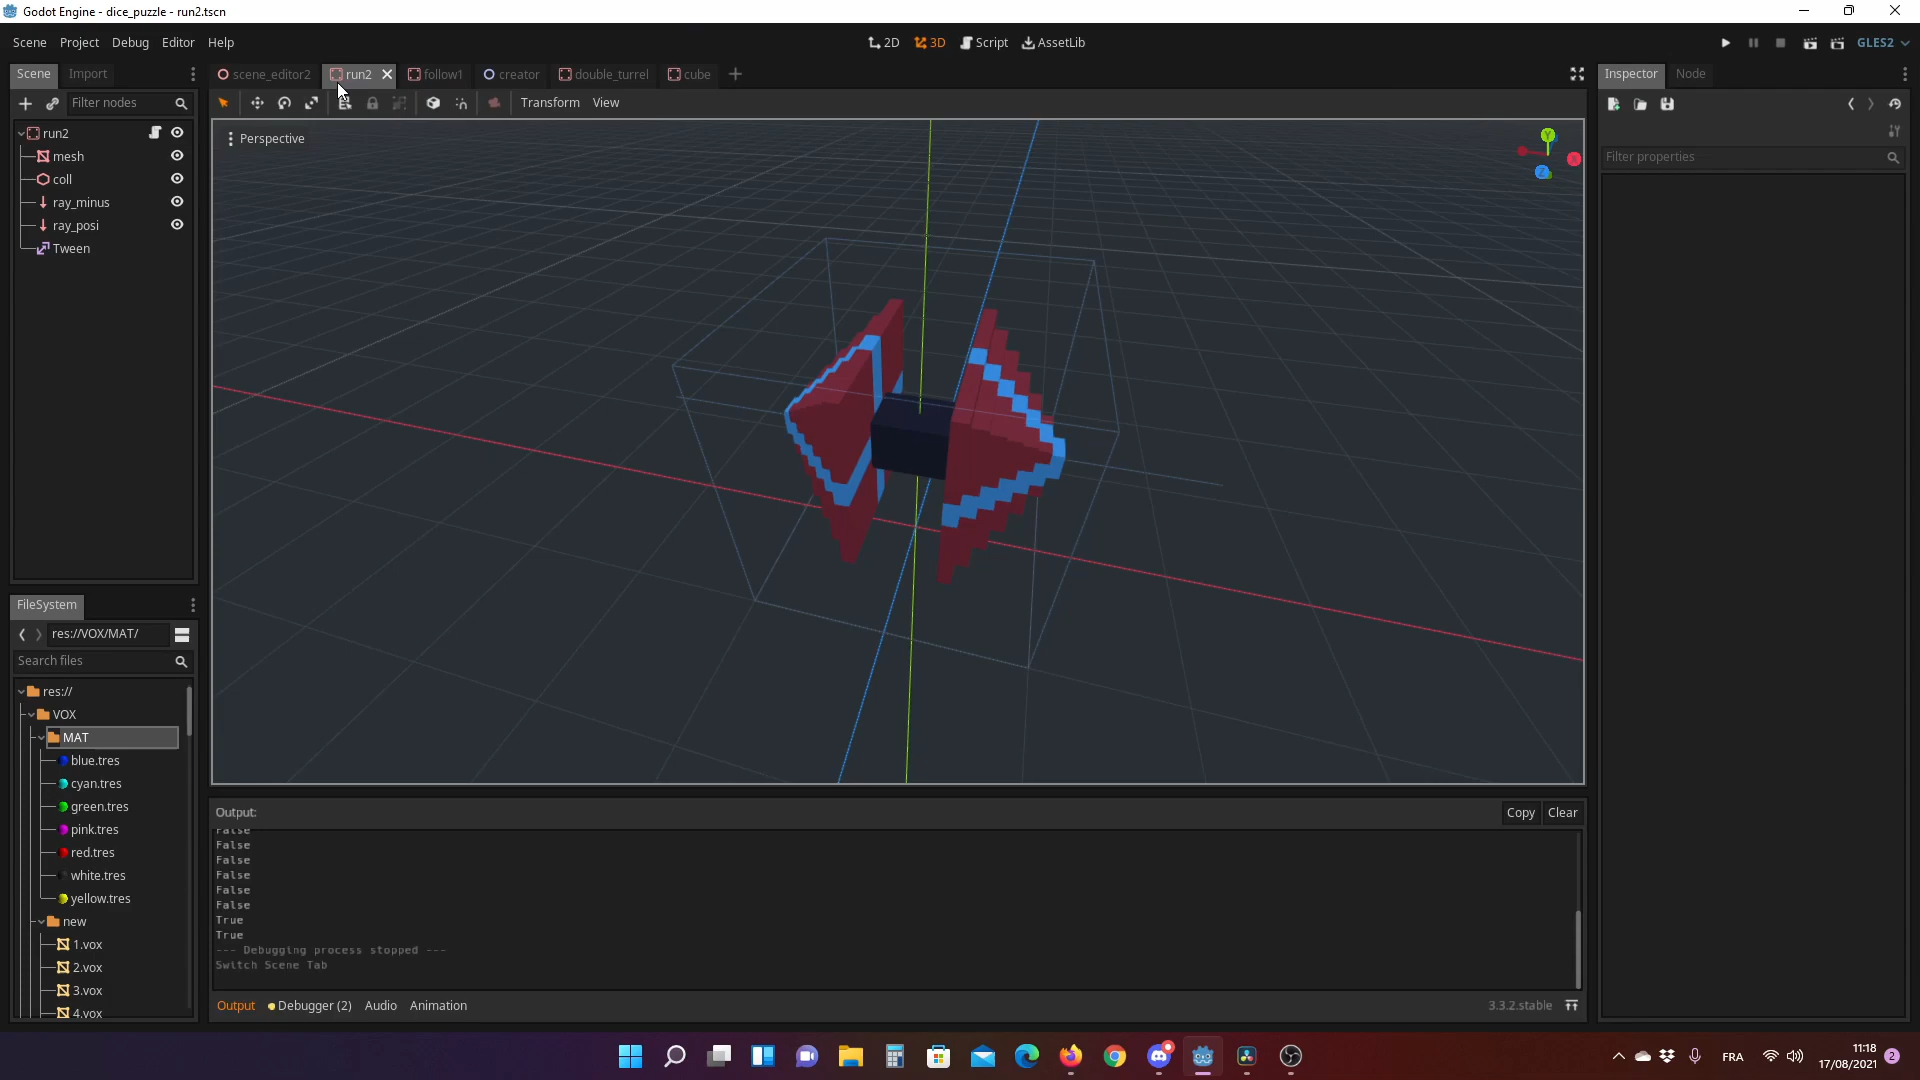 Godot Engine - dice_puzzle - run2.tscn
Scene Project Debug Editor Help
2D 3D Script AssetLib
GLES2
Scene Import
scene_editor2 run2 follow1 creator double_turrel cube
Inspector Node
Filter nodes
Transform View
run2
mesh
coll
ray_minus
ray_posi
Tween
Perspective
Y
X
Z
Filter properties
FileSystem
res://VOX/MAT/
Search files
res://
VOX
MAT
blue.tres
cyan.tres
green.tres
pink.tres
red.tres
white.tres
yellow.tres
new
1.vox
2.vox
3.vox
4.vox
Output:
Copy Clear
False
False
False
False
False
False
True
True
--- Debugging process stopped ---
Switch Scene Tab
Output Debugger (2) Audio Animation
3.3.2.stable
FRA
11:18
17/08/2021
2